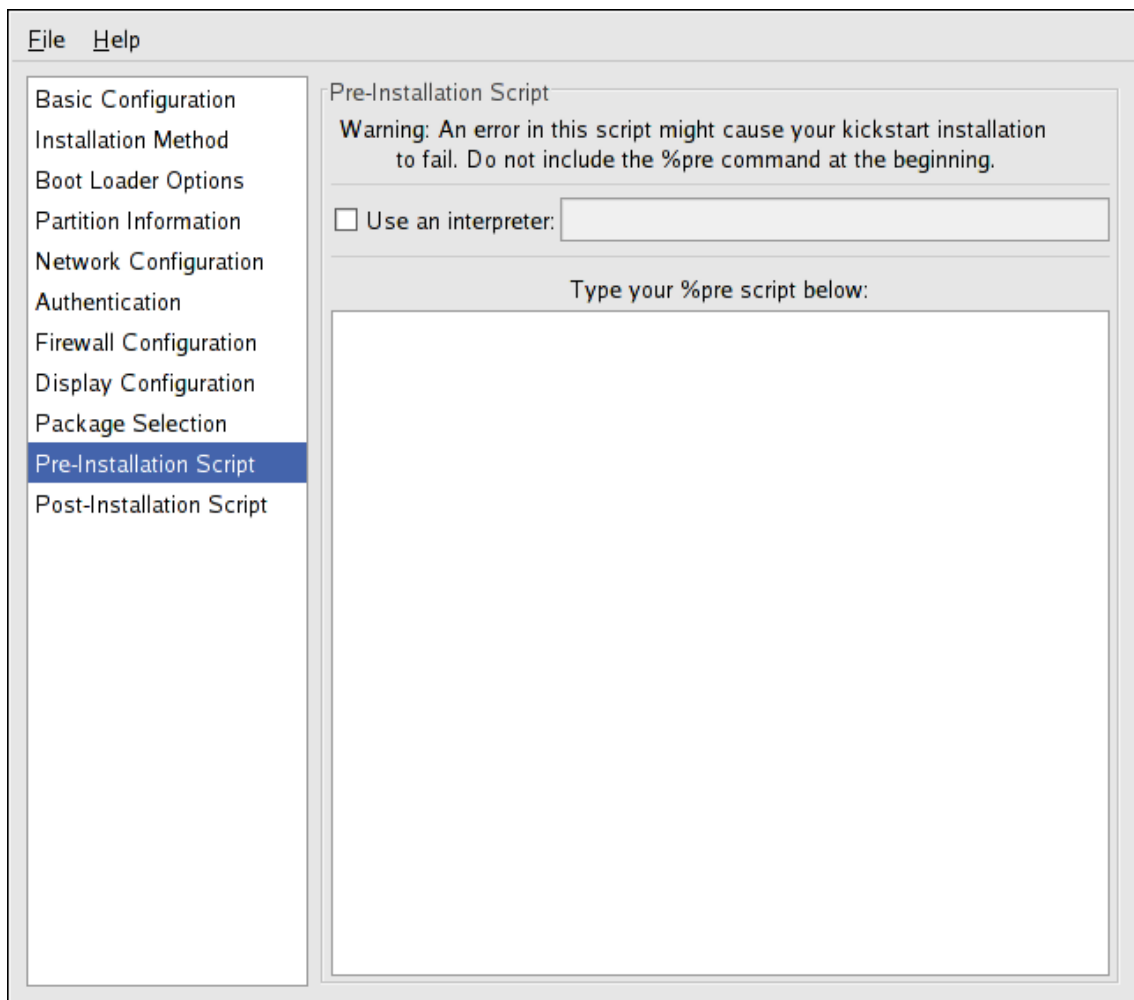 File Help
Basic Configuration
Installation Method
Boot Loader Options
Partition Information
Network Configuration
Authentication
Firewall Configuration
Display Configuration
Package Selection
Pre-Installation Script
Post-Installation Script
Pre-Installation Script
Warning: An error in this script might cause your kickstart installation
to fail. Do not include the %pre command at the beginning.
Use an interpreter:
Type your %pre script below: